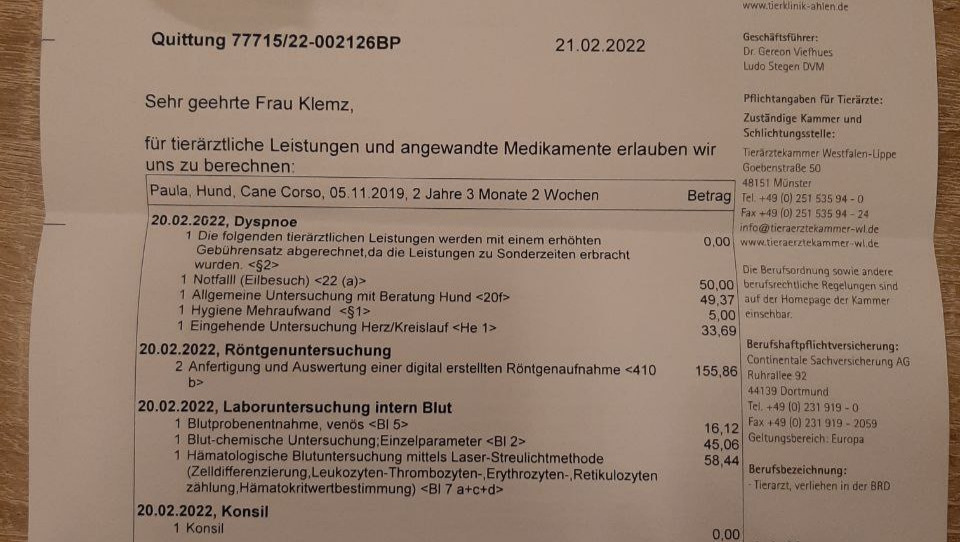 www.tierklinik-ahlen.de
Quittung 77715/22-002126BP
21.02.2022
Sehr geehrte Frau Klemz,
für tierärztliche Leistungen und angewandte Medikamente erlauben wir
uns zu berechnen:
Paula, Hund, Cane Corso, 05.11.2019, 2 Jahre 3 Monate 2 Wochen Betrag
20.02.2022, Dyspnoe
1 Die folgenden tierärztlichen Leistungen werden mit einem erhöhten 0,00
Gebührensatz abgerechnet,da die Leistungen zu Sonderzeiten erbracht
wurden. <§2>
1 Notfalll (Eilbesuch) <22 (a)> 50,00
1 Allgemeine Untersuchung mit Beratung Hund <20f> 49,37
1 Hygiene Mehraufwand <§1> 5,00
1 Eingehende Untersuchung Herz/Kreislauf <He 1> 33,69
20.02.2022, Röntgenuntersuchung
2 Anfertigung und Auswertung einer digital erstellten Röntgenaufnahme <410 155,86
b>
20.02.2022, Laboruntersuchung intern Blut
1 Blutprobenentnahme, venös <Bl 5> 16,12
1 Blut-chemische Untersuchung;Einzelparameter <Bl 2> 45,06
1 Hämatologische Blutuntersuchung mittels Laser-Streulichtmethode 58,44
(Zelldifferenzierung,Leukozyten-Thrombozyten-,Erythrozyten-,Retikulozyten
zählung,Hämatokritwertbestimmung) <Bl 7 a+c+d>
20.02.2022, Konsil
1 Konsil 0,00
Geschäftsführer:
Dr. Gereon Viefhues
Ludo Stegen DVM
Pflichtangaben für Tierärzte:
Zuständige Kammer und
Schlichtungsstelle:
Tierärztekammer Westfalen-Lippe
Goebenstraße 50
48151 Münster
Tel. +49 (0) 251 535 94 - 0
Fax +49 (0) 251 535 94 - 24
info@tieraerztekammer-wl.de
www.tieraerztekammer-wl.de
Die Berufsordnung sowie andere
berufsrechtliche Regelungen sind
auf der Homepage der Kammer
einsehbar.
Berufshaftpflichtversicherung:
Continentale Sachversicherung AG
Ruhrallee 92
44139 Dortmund
Tel. +49 (0) 231 919 - 0
Fax +49 (0) 231 919 - 2059
Geltungsbereich: Europa
Berufsbezeichnung:
- Tierarzt, verliehen in der BRD